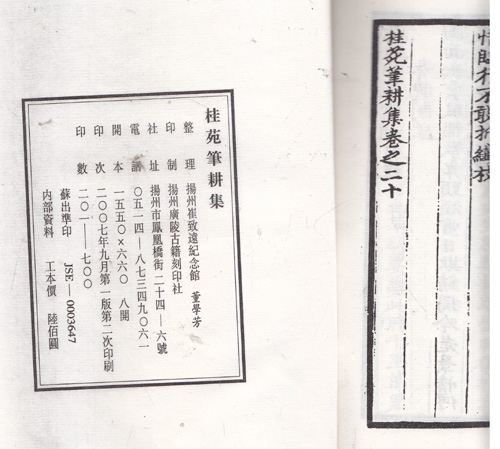 桂苑筆耕集卷之二十
桂苑筆耕集
整理 揚州崔致遠紀念館 董學芳
印制 揚州廣陵古籍刻印社
社址 揚州市鳳凰橋街二十四—六號
電話 〇五一四—八七三四九〇六一
開本 一五五〇×六六〇 八開
印次 二〇〇七年九月第一版第二次印刷
印數 二〇一——七〇〇
蘇出準印 JSE—0003647
内部資料 工本價 陸佰圓